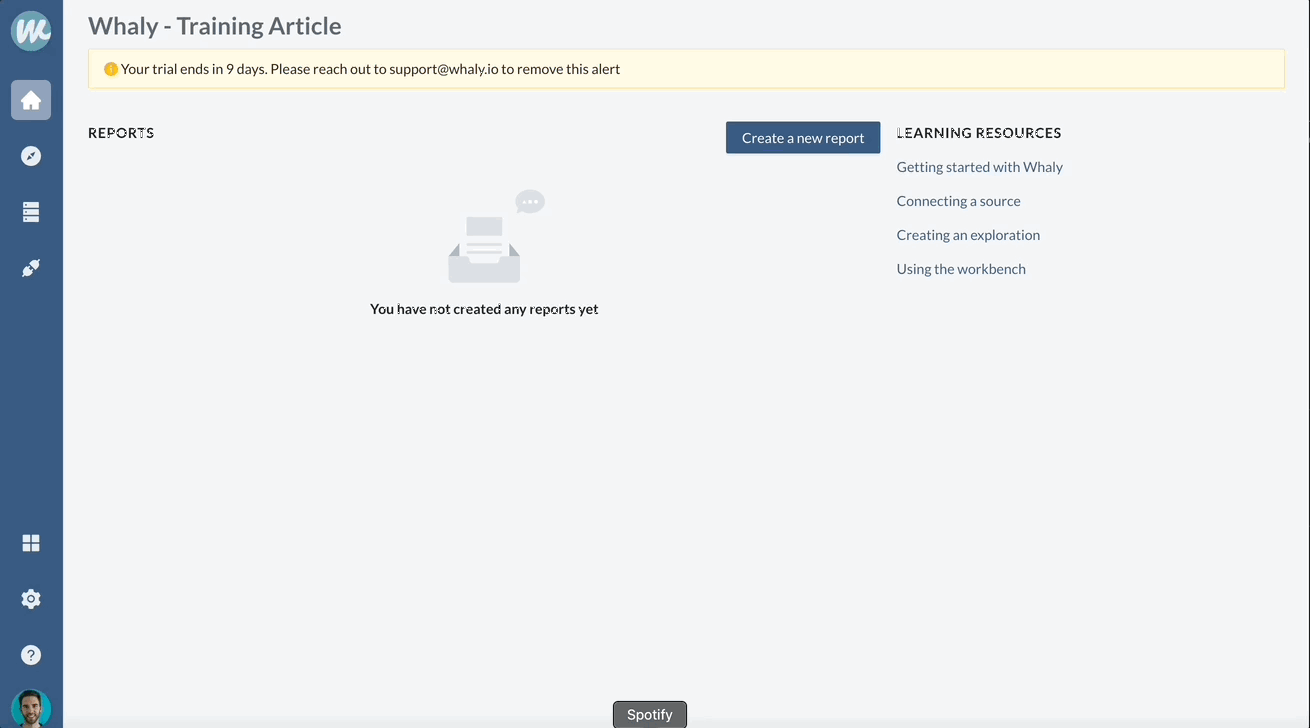 Whaly - Training Article
Your trial ends in 9 days. Please reach out to support@whaly.io to remove this alert
REPORTS
Create a new report
You have not created any reports yet
LEARNING RESOURCES
Getting started with Whaly
Connecting a source
Creating an exploration
Using the workbench
Spotify